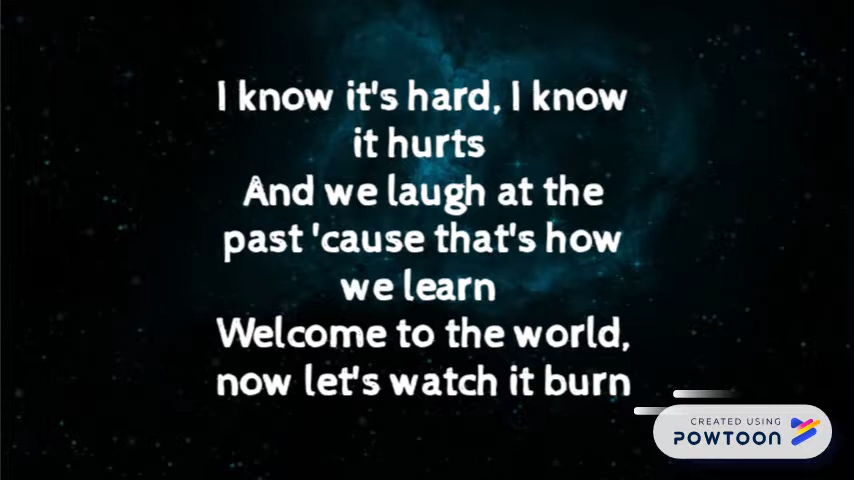 I know it's hard, I know
it hurts
And we laugh at the
past 'cause that's how
we learn
Welcome to the world,
now let's watch it burn
CREATED USING
POWTOON